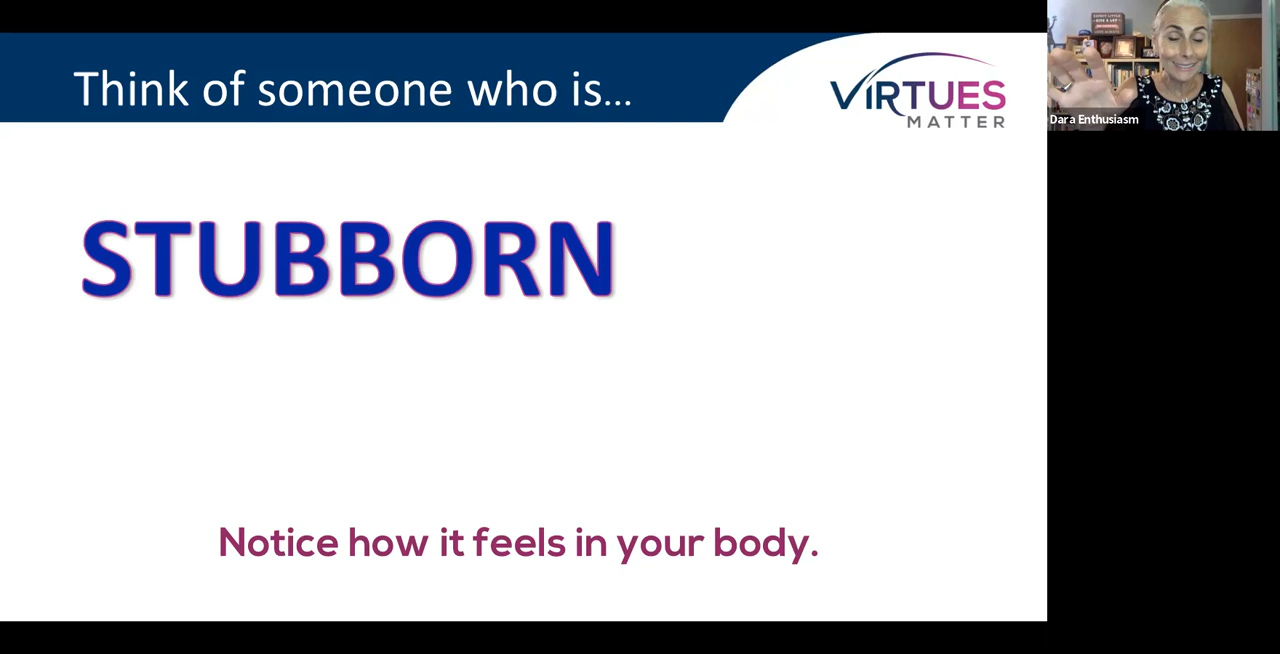 Think of someone who is...
VIRTUES
MATTER
STUBBORN
Notice how it feels in your body.
Dara Enthusiasm